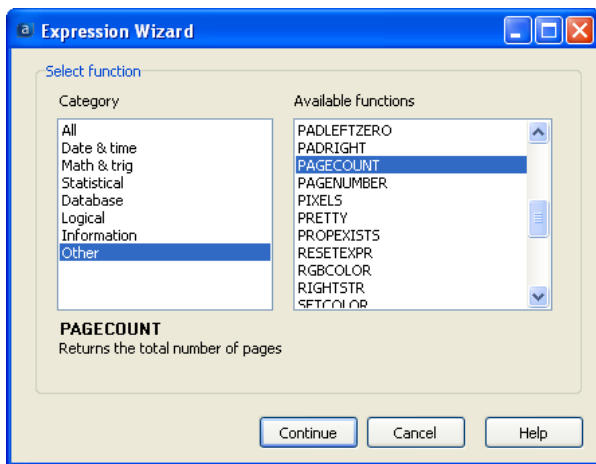 Expression Wizard
Select function
Category
All
Date & time
Math & trig
Statistical
Database
Logical
Information
Other
Available functions
PADLEFTZERO
PADRIGHT
PAGECOUNT
PAGENUMBER
PIXELS
PRETTY
PROPEXISTS
RESETEXPR
RGBCOLOR
RIGHTSTR
SETCOLOR
PAGECOUNT
Returns the total number of pages
Continue Cancel Help